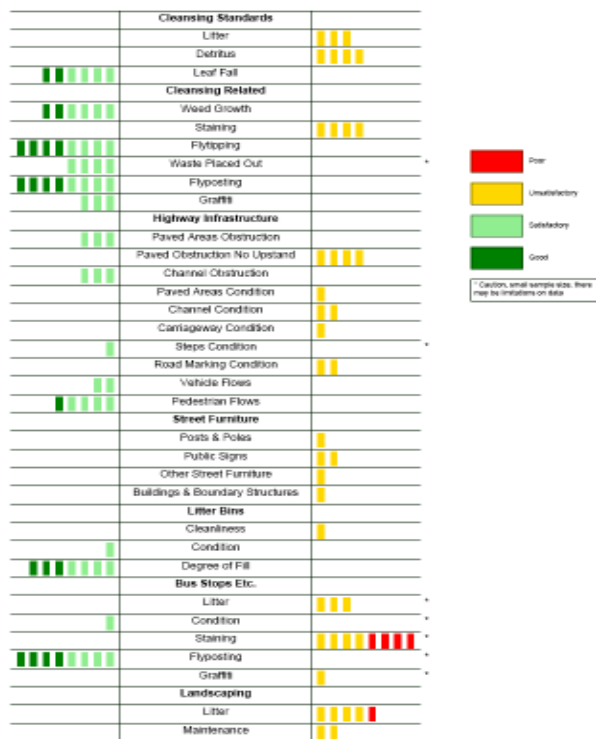 Cleansing Standards
Litter
Detritus
Leaf Fall
Cleansing Related
Weed Growth
Staining
Flytipping
Waste Placed Out *
Flyposting
Graffiti
Highway Infrastructure
Paved Areas Obstruction
Paved Obstruction No Upstand
Channel Obstruction
Paved Areas Condition
Channel Condition
Carriageway Condition
Steps Condition *
Road Marking Condition
Vehicle Flows
Pedestrian Flows
Street Furniture
Posts & Poles
Public Signs
Other Street Furniture
Buildings & Boundary Structures
Litter Bins
Cleanliness
Condition
Degree of Fill
Bus Stops Etc.
Litter *
Condition *
Staining *
Flyposting *
Graffiti *
Landscaping
Litter
Maintenance
Poor
Unsatisfactory
Satisfactory
Good
* Caution, small sample size, there
may be limitations on data